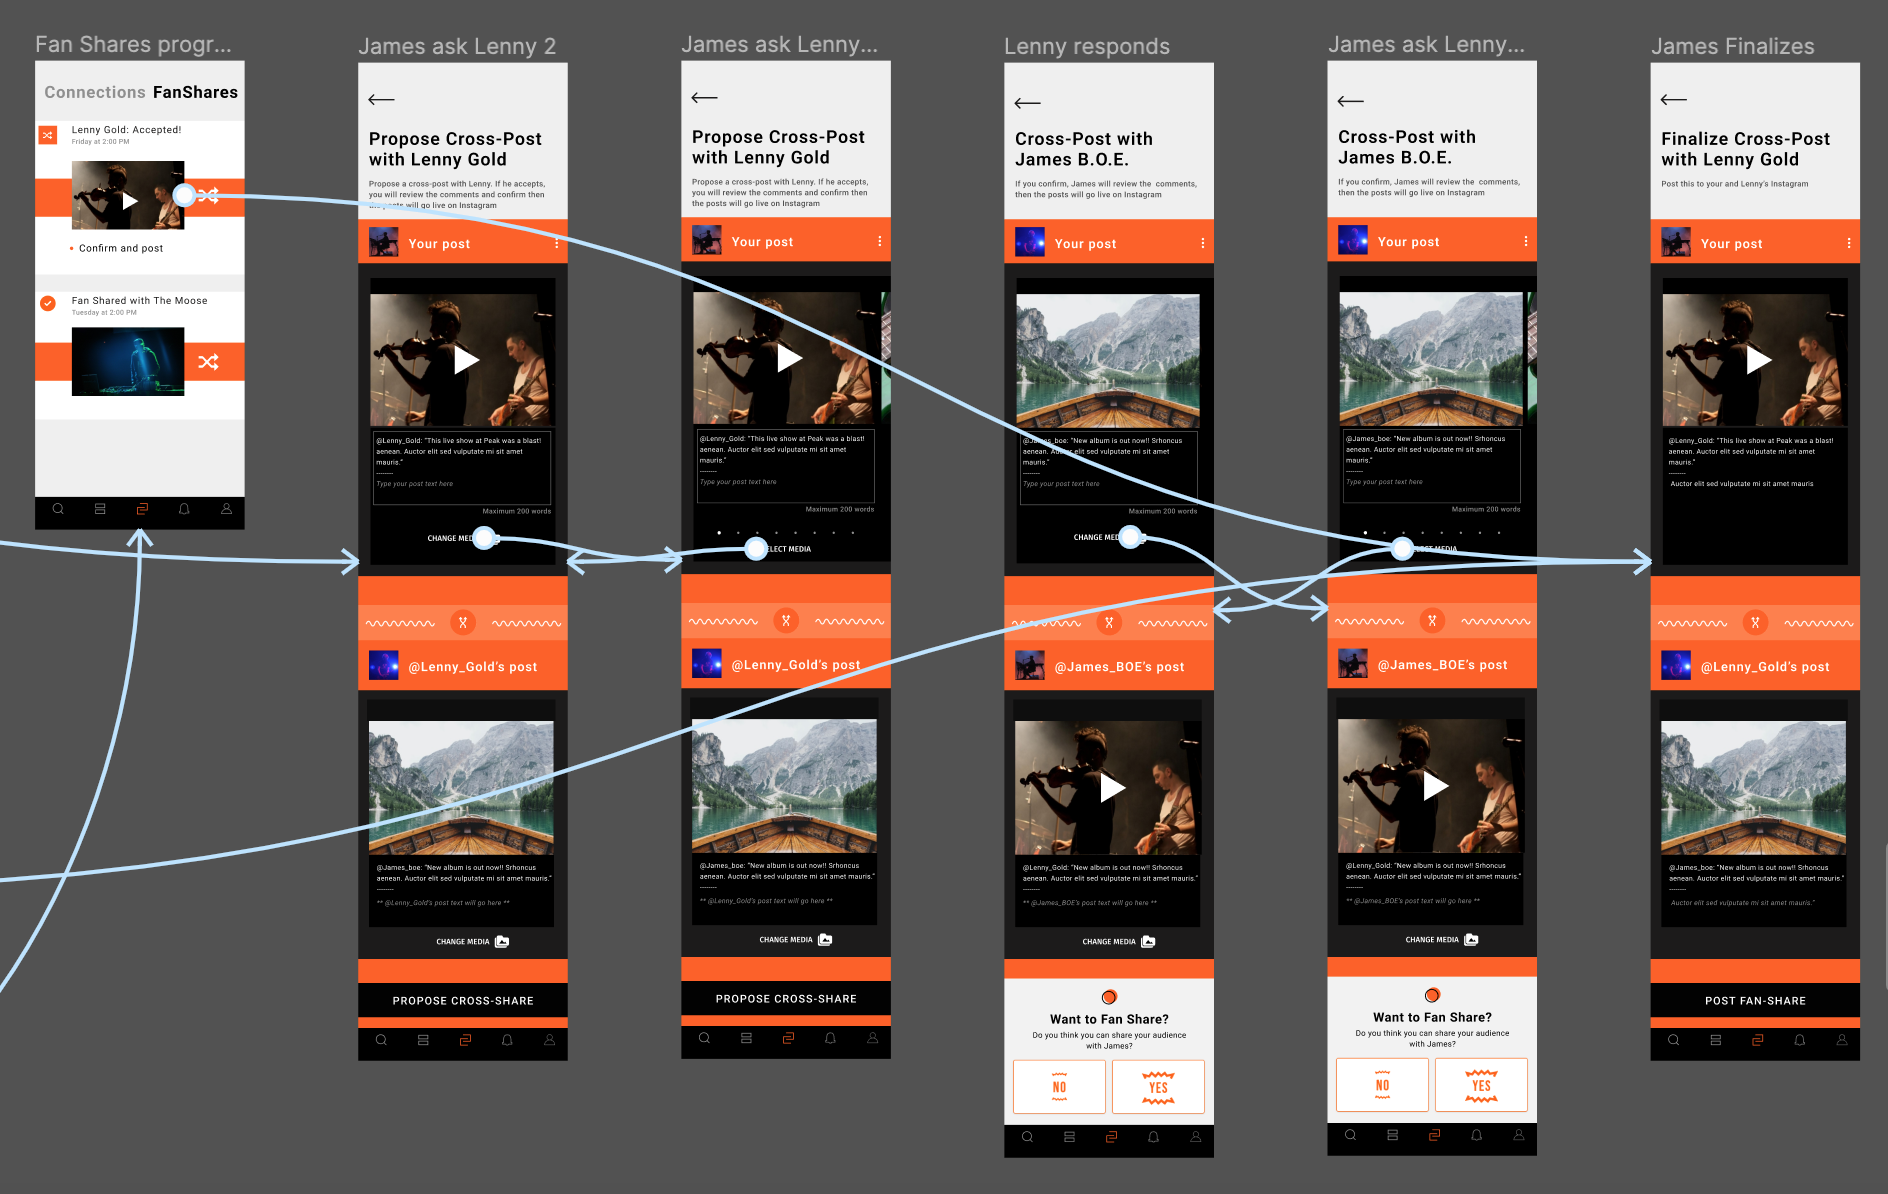 Fan Shares progr...
Connections FanShares
Lenny Gold: Accepted!
Friday at 2:00 PM
Confirm and post
Fan Shared with The Moose
Tuesday at 2:00 PM
James ask Lenny 2
Propose Cross-Post
with Lenny Gold
Propose a cross-post with Lenny. If he accepts,
you will review the comments and confirm then
the posts will go live on Instagram
Your post
@Lenny_Gold: "This live show at Peak was a blast!
aenean. Auctor elit sed vulputate mi sit amet
mauris."
--------
Type your post text here
Maximum 200 words
CHANGE
@Lenny_Gold's post
@James_boe: "New album is out now!! Srhoncus
aenean. Auctor elit sed vulputate mi sit amet mauris."
--------
** @Lenny_Gold's post text will go here **
CHANGE MEDIA
PROPOSE CROSS-SHARE
James ask Lenny...
Propose Cross-Post
with Lenny Gold
Propose a cross-post with Lenny. If he accepts,
you will review the comments and confirm then
the posts will go live on Instagram
Your post
@Lenny_Gold: "This live show at Peak was a blast!
aenean. Auctor elit sed vulputate mi sit amet
mauris."
--------
Type your post text here
Maximum 200 words
MEDIA
@Lenny_Gold's post
@James_boe: "New album is out now!! Srhoncus
aenean. Auctor elit sed vulputate mi sit amet mauris."
--------
** @Lenny_Gold's post text will go here **
CHANGE MEDIA
PROPOSE CROSS-SHARE
Lenny responds
Cross-Post with
James B.O.E.
If you confirm, James will review the comments,
then the posts will go live on Instagram
Your post
@James_boe: "New album is out now!! Srhoncus
aenean. Auctor elit sed vulputate mi sit amet
mauris."
--------
Type your post text here
Maximum 200 words
CHANGE
@James_BOE's post
@Lenny_Gold: "New album is out now!! Srhoncus
aenean. Auctor elit sed vulputate mi sit amet mauris."
--------
** @James_BOE's post text will go here **
CHANGE MEDIA
Want to Fan Share?
Do you think you can share your audience
with James?
NO YES
James ask Lenny...
Cross-Post with
James B.O.E.
If you confirm, James will review the comments,
then the posts will go live on Instagram
Your post
@James_boe: "New album is out now!! Srhoncus
aenean. Auctor elit sed vulputate mi sit amet
mauris."
--------
Type your post text here
Maximum 200 words
MEDIA
@James_BOE's post
@Lenny_Gold: "New album is out now!! Srhoncus
aenean. Auctor elit sed vulputate mi sit amet mauris."
--------
** @James_BOE's post text will go here **
CHANGE MEDIA
Want to Fan Share?
Do you think you can share your audience
with James?
NO YES
James Finalizes
Finalize Cross-Post
with Lenny Gold
Post this to your and Lenny's Instagram
Your post
@Lenny_Gold: "This live show at Peak was a blast!
aenean. Auctor elit sed vulputate mi sit amet
mauris."
--------
Auctor elit sed vulputate mi sit amet mauris
@Lenny_Gold's post
@James_boe: "New album is out now!! Srhoncus
aenean. Auctor elit sed vulputate mi sit amet mauris."
--------
Auctor elit sed vulputate mi sit amet mauris."
POST FAN-SHARE